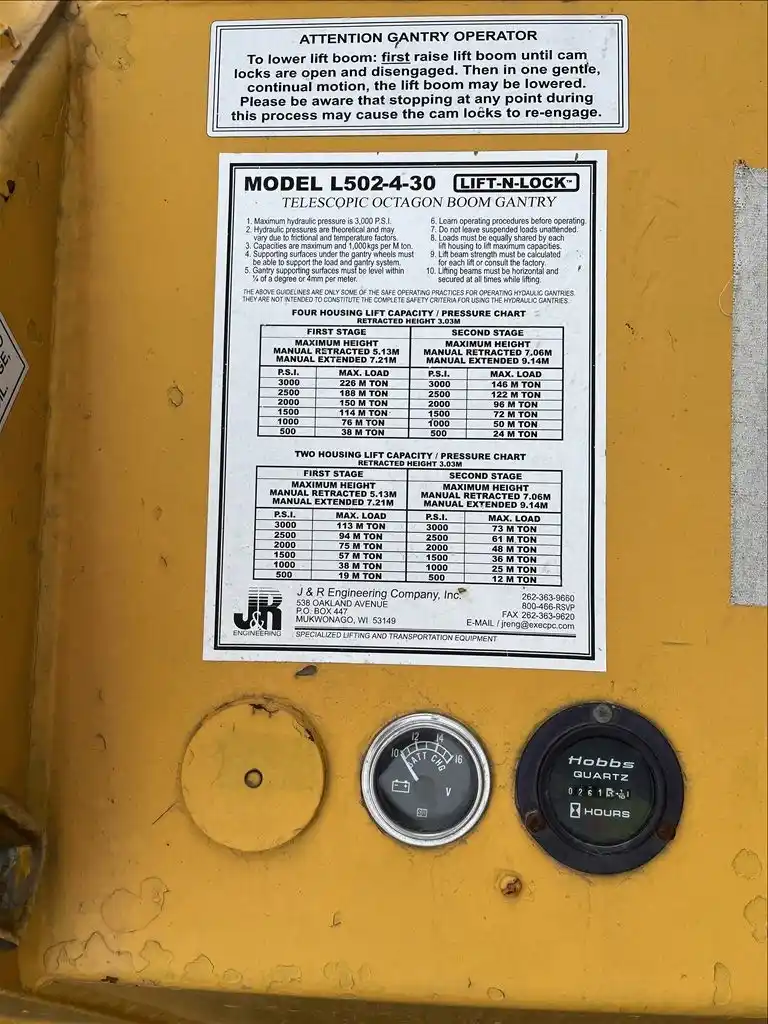 ATTENTION GANTRY OPERATOR
To lower lift boom: first raise lift boom until cam
locks are open and disengaged. Then in one gentle,
continual motion, the lift boom may be lowered.
Please be aware that stopping at any point during
this process may cause the cam locks to re-engage.
MODEL L502-4-30 LIFT-N-LOCK™
TELESCOPIC OCTAGON BOOM GANTRY
1. Maximum hydraulic pressure is 3,000 P.S.I.
2. Hydraulic pressures are theoretical and may
vary due to frictional and temperature factors.
3. Capacities are maximum and 1,000kgs per M ton.
4. Supporting surfaces under the gantry wheels must
be able to support the load and gantry system.
5. Gantry supporting surfaces must be level within
¼ of a degree or 4mm per meter.
6. Learn operating procedures before operating.
7. Do not leave suspended loads unattended.
8. Loads must be equally shared by each
lift housing to lift maximum capacities.
9. Lift beam strength must be calculated
for each lift or consult the factory.
10. Lifting beams must be horizontal and
secured at all times while lifting.
THE ABOVE GUIDELINES ARE ONLY SOME OF THE SAFE OPERATING PRACTICES FOR OPERATING HYDAULIC GANTRIES.
THEY ARE NOT INTENDED TO CONSTITUTE THE COMPLETE SAFETY CRITERIA FOR USING THE HYDRAULIC GANTRIES.
FOUR HOUSING LIFT CAPACITY / PRESSURE CHART
RETRACTED HEIGHT 3.03M
FIRST STAGE SECOND STAGE
MAXIMUM HEIGHT MAXIMUM HEIGHT
MANUAL RETRACTED 5.13M MANUAL RETRACTED 7.06M
MANUAL EXTENDED 7.21M MANUAL EXTENDED 9.14M
P.S.I. MAX. LOAD P.S.I. MAX. LOAD
3000 226 M TON 3000 146 M TON
2500 188 M TON 2500 122 M TON
2000 150 M TON 2000 96 M TON
1500 114 M TON 1500 72 M TON
1000 76 M TON 1000 50 M TON
500 38 M TON 500 24 M TON
TWO HOUSING LIFT CAPACITY / PRESSURE CHART
RETRACTED HEIGHT 3.03M
FIRST STAGE SECOND STAGE
MAXIMUM HEIGHT MAXIMUM HEIGHT
MANUAL RETRACTED 5.13M MANUAL RETRACTED 7.06M
MANUAL EXTENDED 7.21M MANUAL EXTENDED 9.14M
P.S.I. MAX. LOAD P.S.I. MAX. LOAD
3000 113 M TON 3000 73 M TON
2500 94 M TON 2500 61 M TON
2000 75 M TON 2000 48 M TON
1500 57 M TON 1500 36 M TON
1000 38 M TON 1000 25 M TON
500 19 M TON 500 12 M TON
J&R
ENGINEERING
J & R Engineering Company, Inc.
538 OAKLAND AVENUE
P.O. BOX 447
MUKWONAGO, WI 53149
262-363-9660
800-466-RSVP
FAX 262-363-9620
E-MAIL / jreng@execpc.com
SPECIALIZED LIFTING AND TRANSPORTATION EQUIPMENT
10 12 14 16
BATT CHG
V
Hobbs
QUARTZ
HOURS